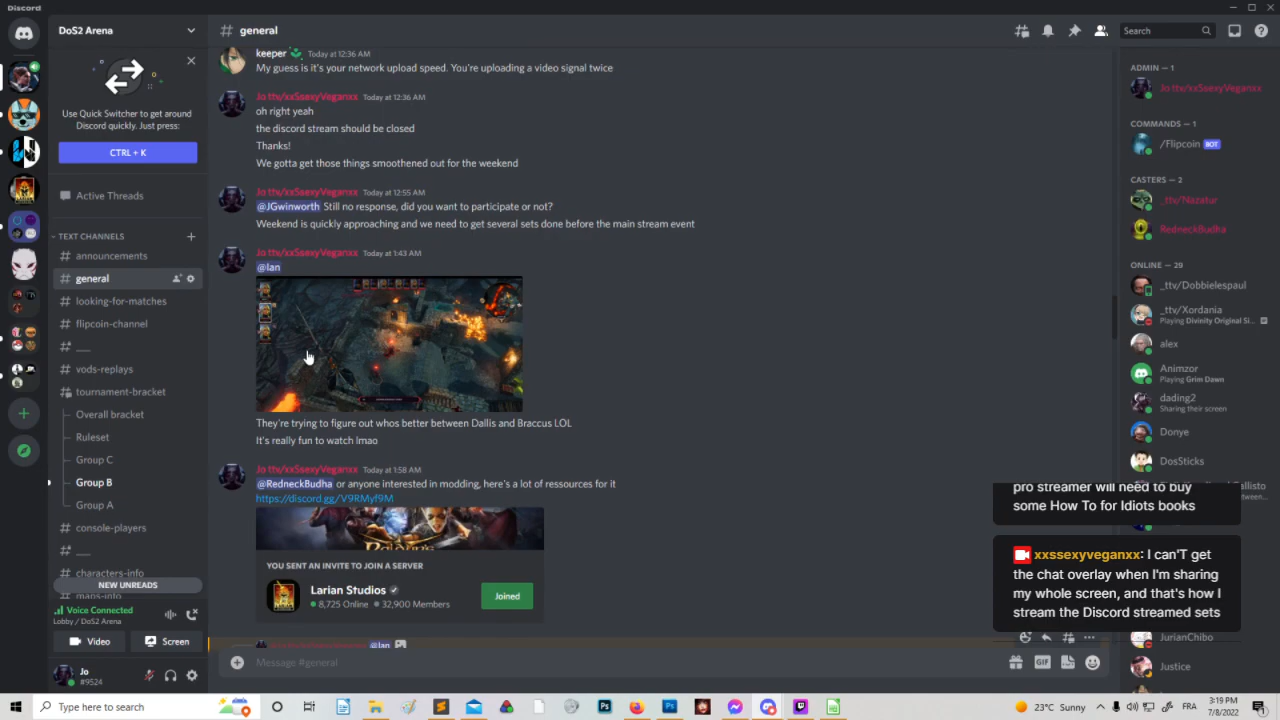 Discord
DoS2 Arena
Use Quick Switcher to get around
Discord quickly. Just press:
CTRL + K
Active Threads
TEXT CHANNELS
announcements
general
looking-for-matches
flipcoin-channel
__
vods-replays
tournament-bracket
Overall bracket
Ruleset
Group C
Group B
Group A
console-players
__
characters-info
NEW UNREADS
maps-info
Voice Connected
Lobby / DoS2 Arena
Video
Screen
Jo
#9524
# general
Search
keeper Today at 12:36 AM
My guess is it's your network upload speed. You're uploading a video signal twice
Jo ttv/xxSsexyVeganxx Today at 12:36 AM
oh right yeah
the discord stream should be closed
Thanks!
We gotta get those things smoothened out for the weekend
Jo ttv/xxSsexyVeganxx Today at 12:55 AM
@JGwinworth Still no response, did you want to participate or not?
Weekend is quickly approaching and we need to get several sets done before the main stream event
Jo ttv/xxSsexyVeganxx Today at 1:43 AM
@Ian
They're trying to figure out whos better between Dallis and Braccus LOL
It's really fun to watch lmao
Jo ttv/xxSsexyVeganxx Today at 1:58 AM
@RedneckBudha or anyone interested in modding, here's a lot of ressources for it
https://discord.gg/V9RMyf9M
YOU SENT AN INVITE TO JOIN A SERVER
Larian Studios
8,725 Online 32,900 Members
Joined
@Ian
Message #general
GIF
ADMIN — 1
Jo ttv/xxSsexyVeganxx
COMMANDS — 1
/Flipcoin BOT
CASTERS — 2
_ttv/Nazatur
RedneckBudha
ONLINE — 29
_ttv/Dobbielespaul
_ttv/Xordania
Playing Divinity Original Si...
alex
Animzor
Playing Grim Dawn
dading2
Sharing their screen
Donye
DosSticks
JurianChibo
Justice
pro streamer will need to buy
some How To for Idiots books
xxssexyveganxx: I can'T get
the chat overlay when I'm sharing
my whole screen, and that's how I
stream the Discord streamed sets
Type here to search
23°C Sunny
FRA
3:19 PM
7/8/2022